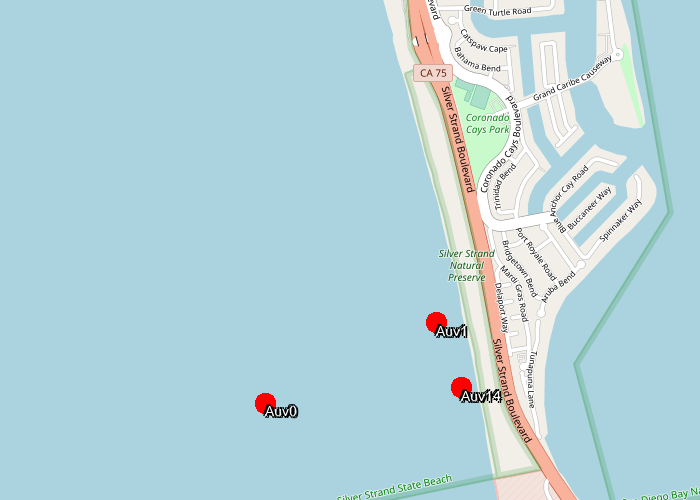 Boulevard
Green Turtle Road
Catspaw Cape
Bahama Bend
Grand Caribe Causeway
CA 75
Silver Strand Boulevard
Coronado
Cays Park
Coronado Cays Boulevard
Trinidad Bend
Anchor Cay Road
Buccaneer Way
Spinnaker Way
Port Royale Road
Silver Strand
Natural
Preserve
Bridgetown Bend
Mardi Gras Road
Aruba Bend
Delaport Way
Auv1
Silver Strand Boulevard
Tunapuna Lane
Auv14
Auv0
Silver Strand State Beach
Diego Bay